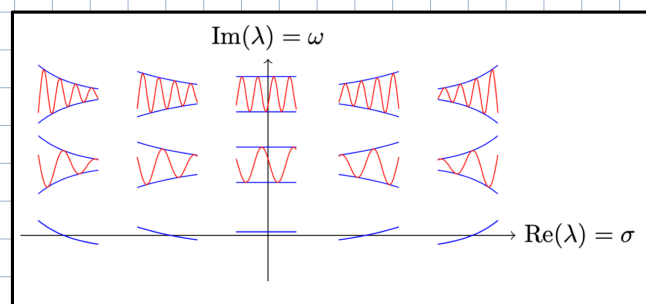 Im(λ) = ω
Re(λ) = σ